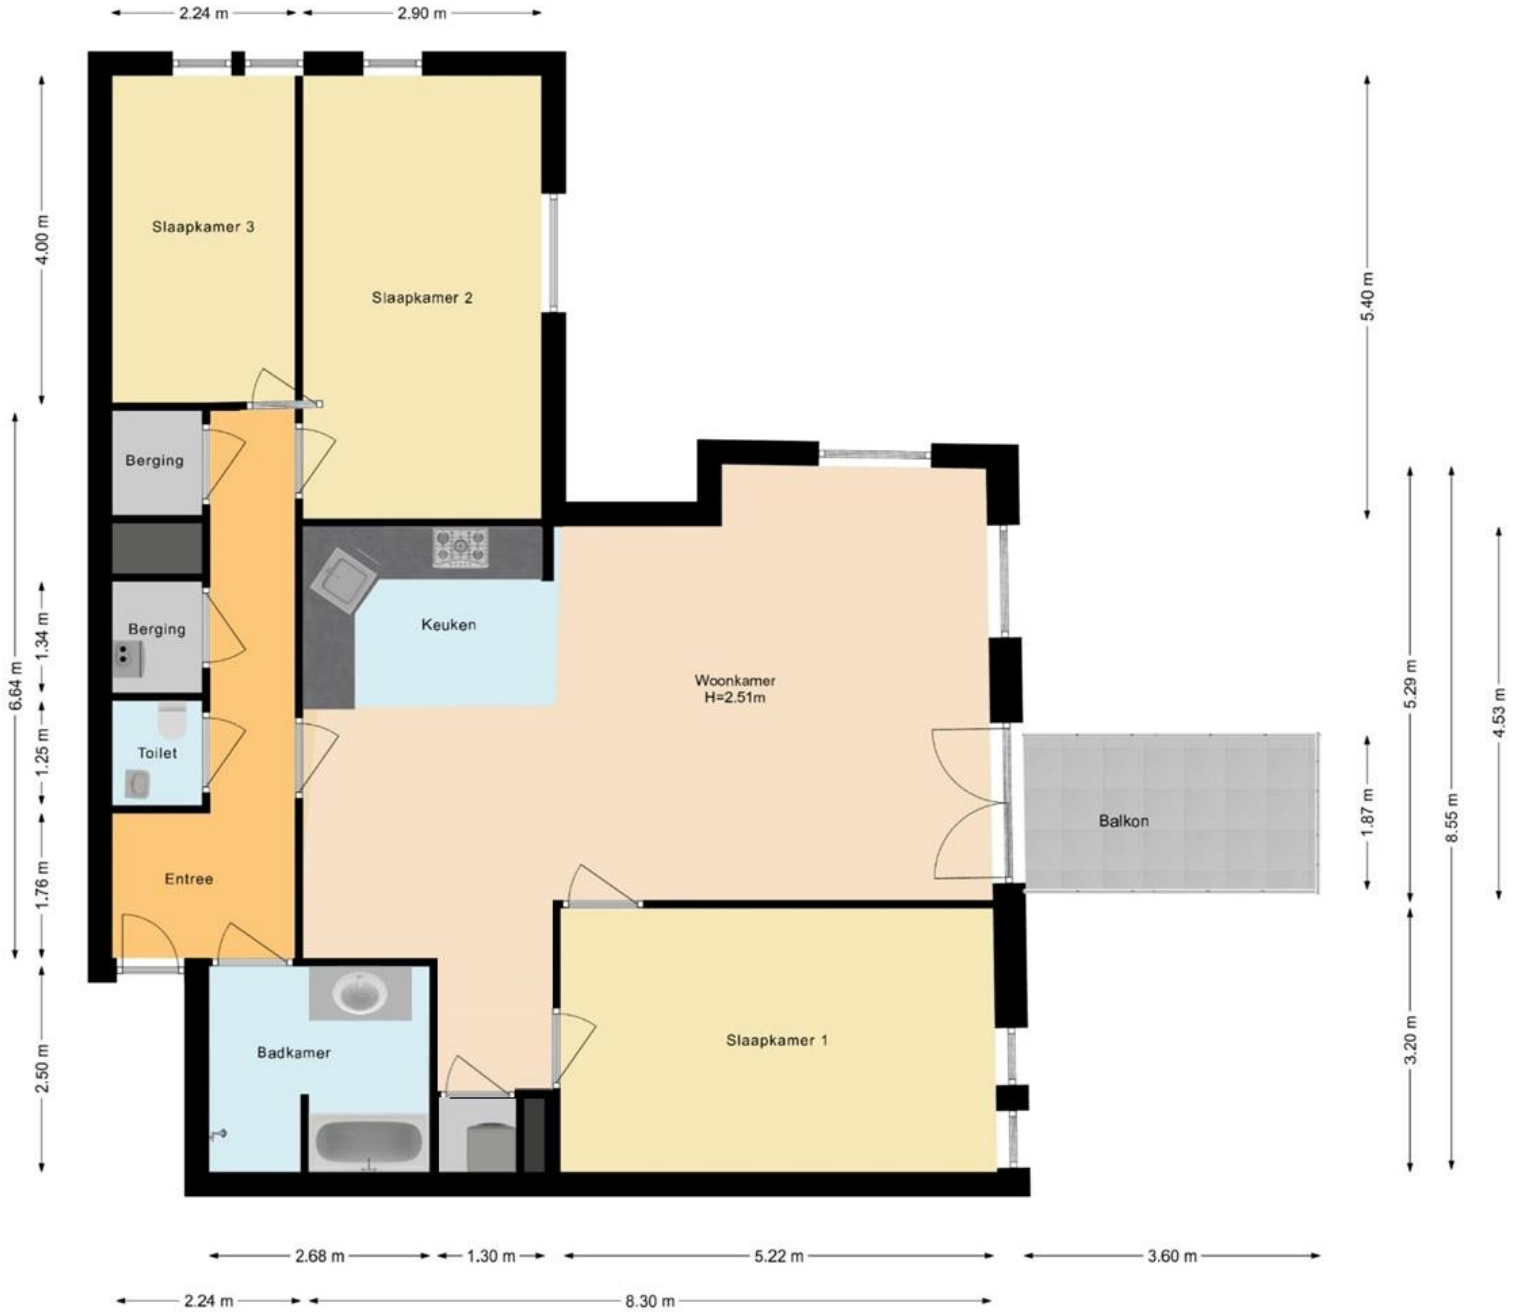 2.24 m
2.90 m
4.00 m
Slaapkamer 3
Slaapkamer 2
5.40 m
Berging
Berging
1.34 m
6.64 m
Keuken
Woonkamer
H=2.51m
5.29 m
4.53 m
Toilet
1.25 m
Balkon
1.87 m
8.55 m
Entree
1.76 m
Badkamer
2.50 m
Slaapkamer 1
3.20 m
2.68 m
1.30 m
5.22 m
3.60 m
2.24 m
8.30 m